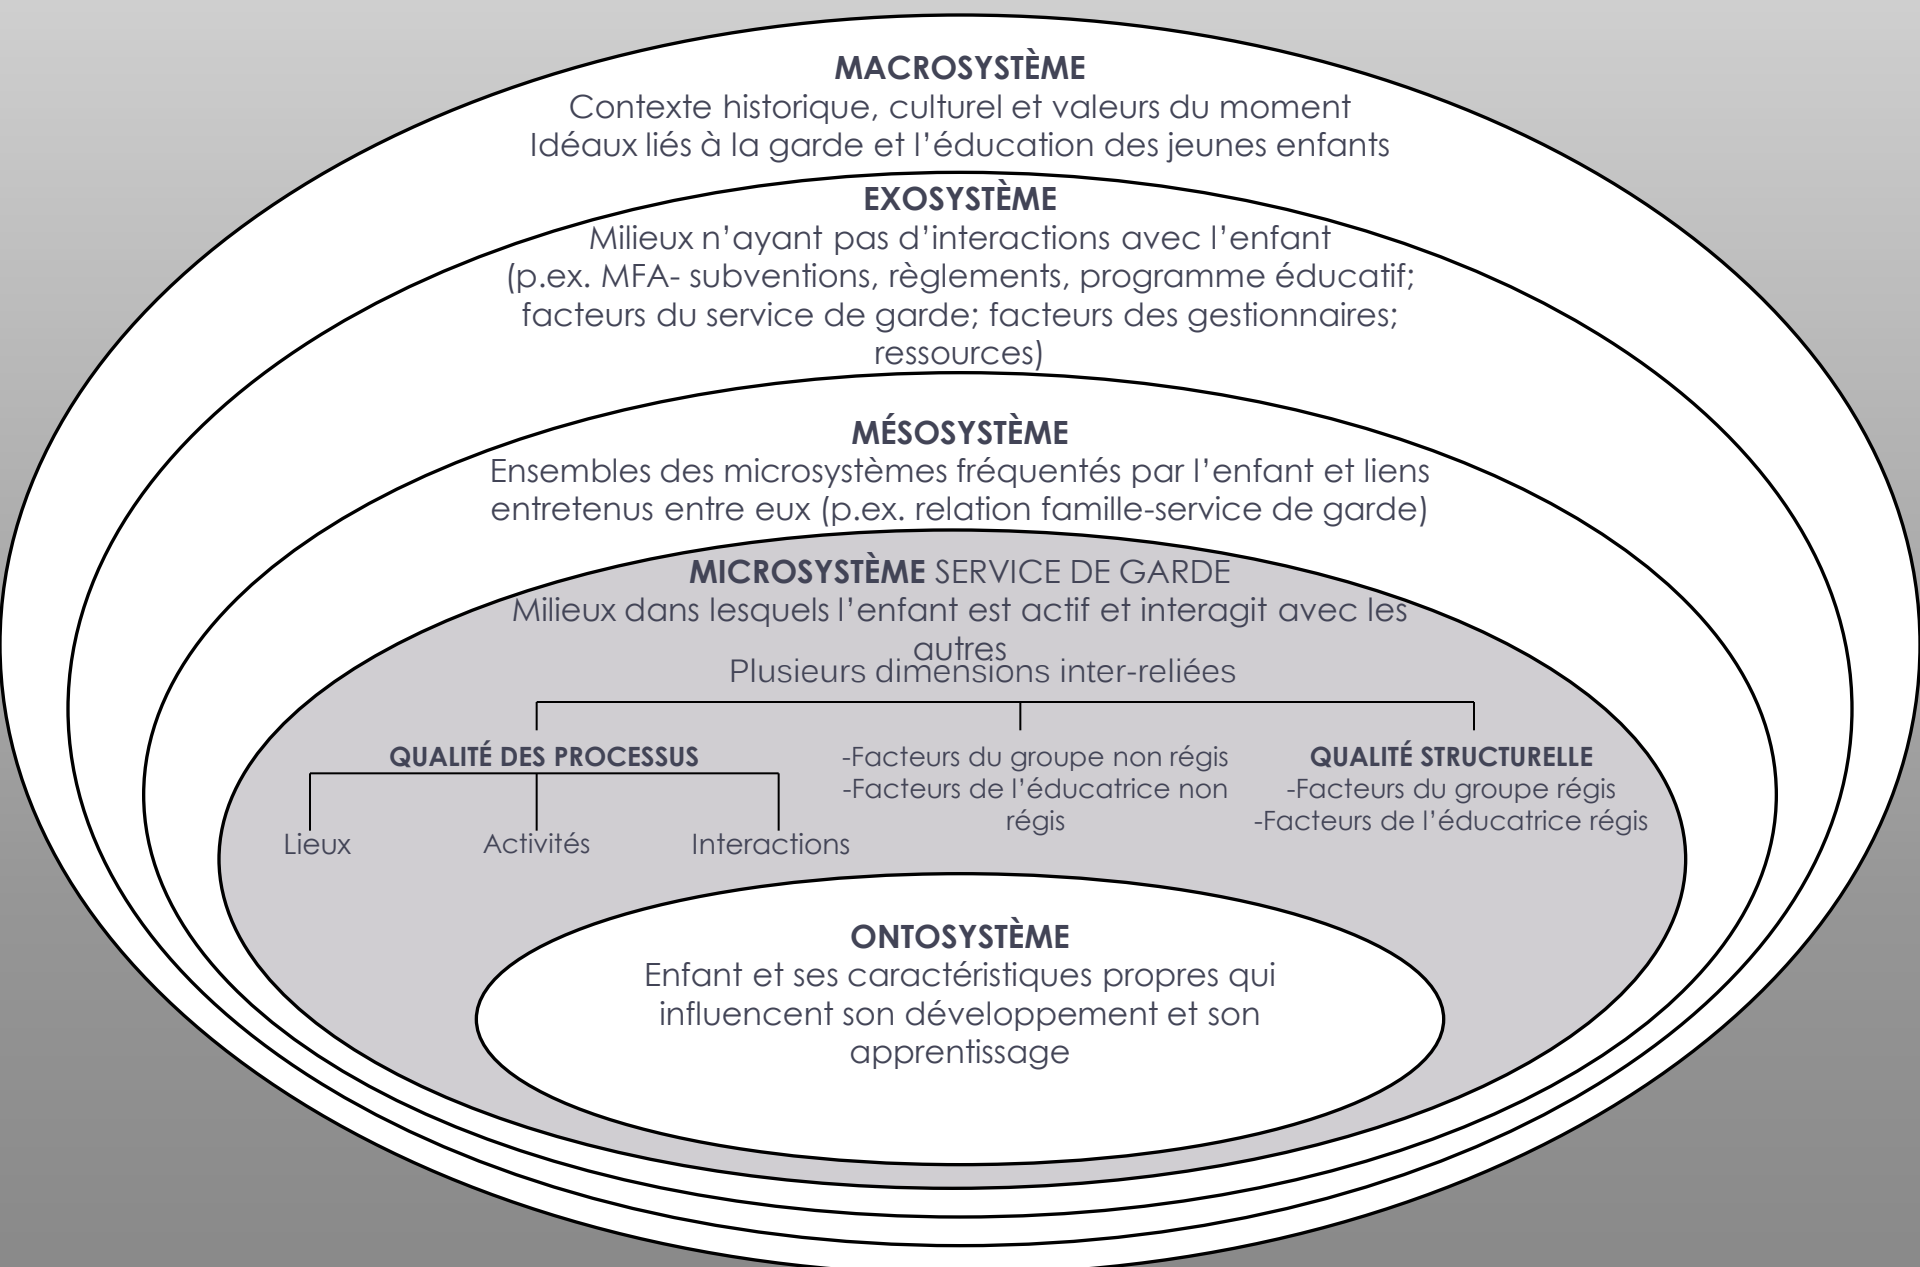 MACROSYSTÈME
Contexte historique, culturel et valeurs du moment
Idéaux liés à la garde et l’éducation des jeunes enfants
EXOSYSTÈME
Milieux n’ayant pas d’interactions avec l’enfant
(p.ex. MFA- subventions, règlements, programme éducatif;
facteurs du service de garde; facteurs des gestionnaires;
ressources)
MÉSOSYSTÈME
Ensembles des microsystèmes fréquentés par l’enfant et liens
entretenus entre eux (p.ex. relation famille-service de garde)
MICROSYSTÈME SERVICE DE GARDE
Milieux dans lesquels l’enfant est actif et interagit avec les
autres
Plusieurs dimensions inter-reliées
QUALITÉ DES PROCESSUS
Lieux
Activités
Interactions
-Facteurs du groupe non régis
-Facteurs de l’éducatrice non
régis
QUALITÉ STRUCTURELLE
-Facteurs du groupe régis
-Facteurs de l’éducatrice régis
ONTOSYSTÈME
Enfant et ses caractéristiques propres qui
influencent son développement et son
apprentissage